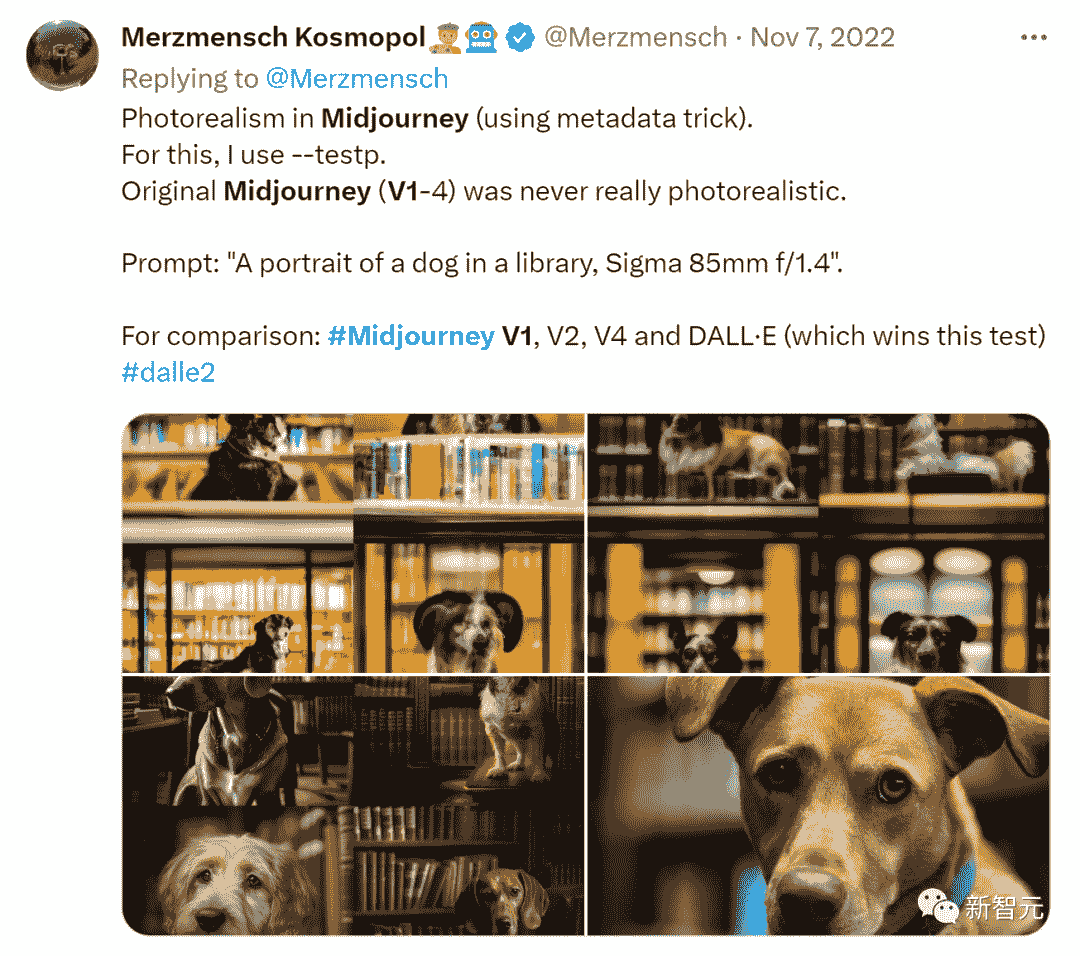 Merzmensch Kosmopol @Merzmensch · Nov 7, 2022
Replying to @Merzmensch
Photorealism in Midjourney (using metadata trick).
For this, I use --testp.
Original Midjourney (V1-4) was never really photorealistic.
Prompt: "A portrait of a dog in a library, Sigma 85mm f/1.4".
For comparison: #Midjourney V1, V2, V4 and DALL·E (which wins this test)
#dalle2
新智元